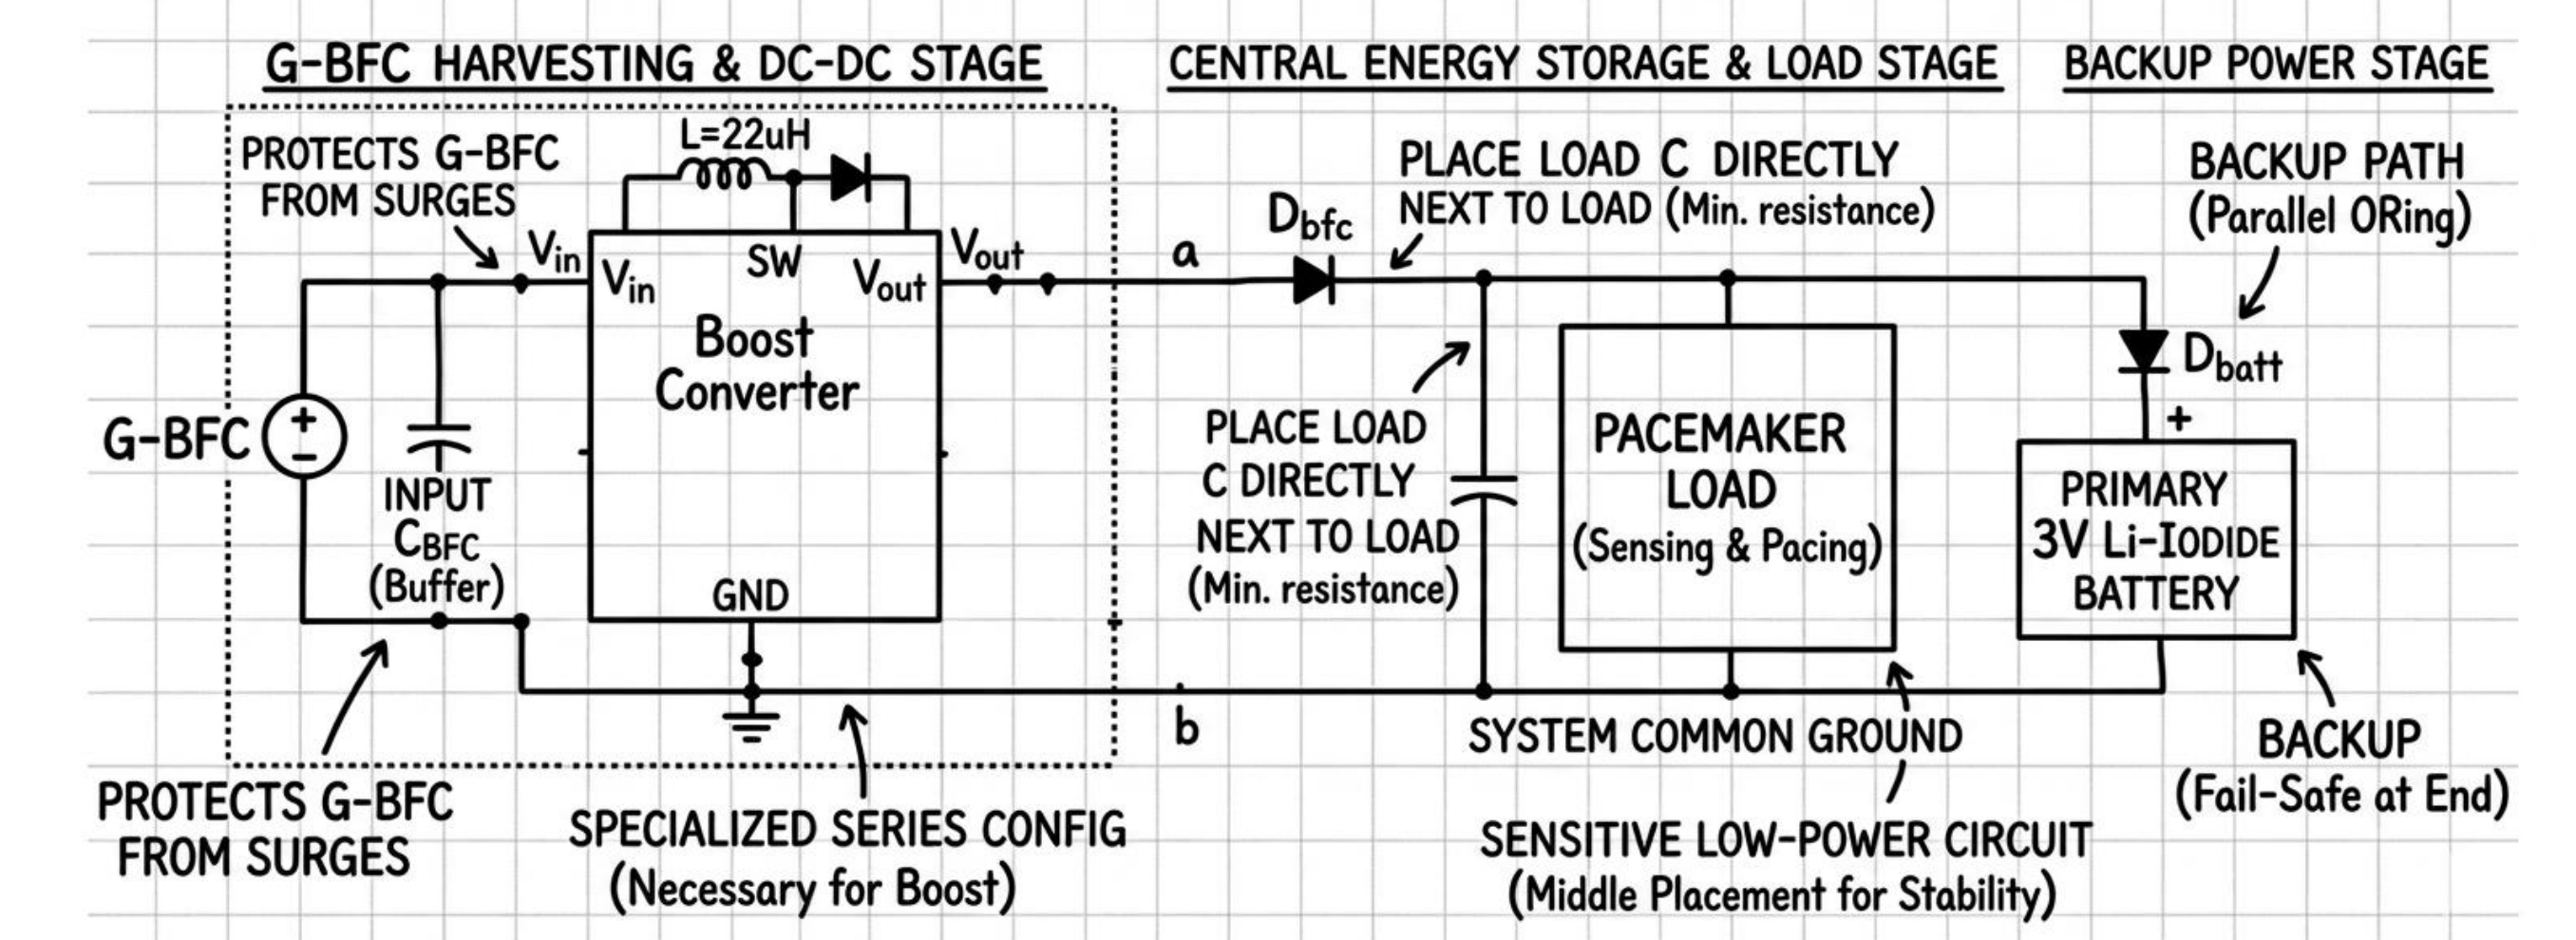 G-BFC HARVESTING & DC-DC STAGE
CENTRAL ENERGY STORAGE & LOAD STAGE
BACKUP POWER STAGE
PROTECTS G-BFC
FROM SURGES
L=22uH
Vin
Vin
SW
Vout
Vout
Boost
Converter
GND
G-BFC
+
−
INPUT
CBFC
(Buffer)
a
Dbfc
PLACE LOAD C DIRECTLY
NEXT TO LOAD (Min. resistance)
BACKUP PATH
(Parallel ORing)
Dbatt
+
PLACE LOAD
C DIRECTLY
NEXT TO LOAD
(Min. resistance)
PACEMAKER
LOAD
(Sensing & Pacing)
PRIMARY
3V Li-IODIDE
BATTERY
b
SYSTEM COMMON GROUND
BACKUP
(Fail-Safe at End)
PROTECTS G-BFC
FROM SURGES
SPECIALIZED SERIES CONFIG
(Necessary for Boost)
SENSITIVE LOW-POWER CIRCUIT
(Middle Placement for Stability)